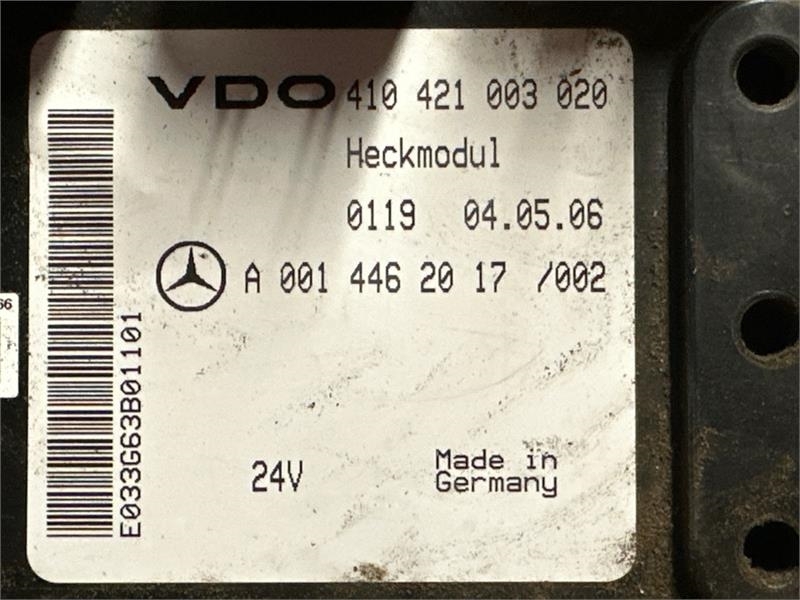 VDO 410 421 003 020
Heckmodul
0119 04.05.06
A 001 446 20 17 /002
E033G63B01101
24V
Made in
Germany
66